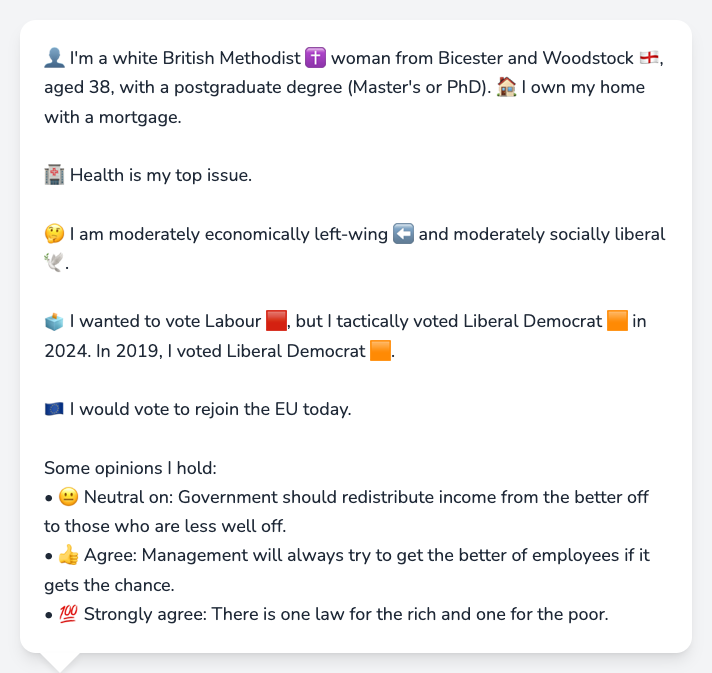 👤 I'm a white British Methodist ✝️ woman from Bicester and Woodstock 🏴󠁧󠁢󠁥󠁮󠁧󠁿,
aged 38, with a postgraduate degree (Master's or PhD). 🏠 I own my home
with a mortgage.
🏥 Health is my top issue.
🤔 I am moderately economically left-wing ⬅️ and moderately socially liberal
🕊️.
🗳️ I wanted to vote Labour 🟥, but I tactically voted Liberal Democrat 🟧 in
2024. In 2019, I voted Liberal Democrat 🟧.
🇪🇺 I would vote to rejoin the EU today.
Some opinions I hold:
• 😐 Neutral on: Government should redistribute income from the better off
to those who are less well off.
• 👍 Agree: Management will always try to get the better of employees if it
gets the chance.
• 💯 Strongly agree: There is one law for the rich and one for the poor.